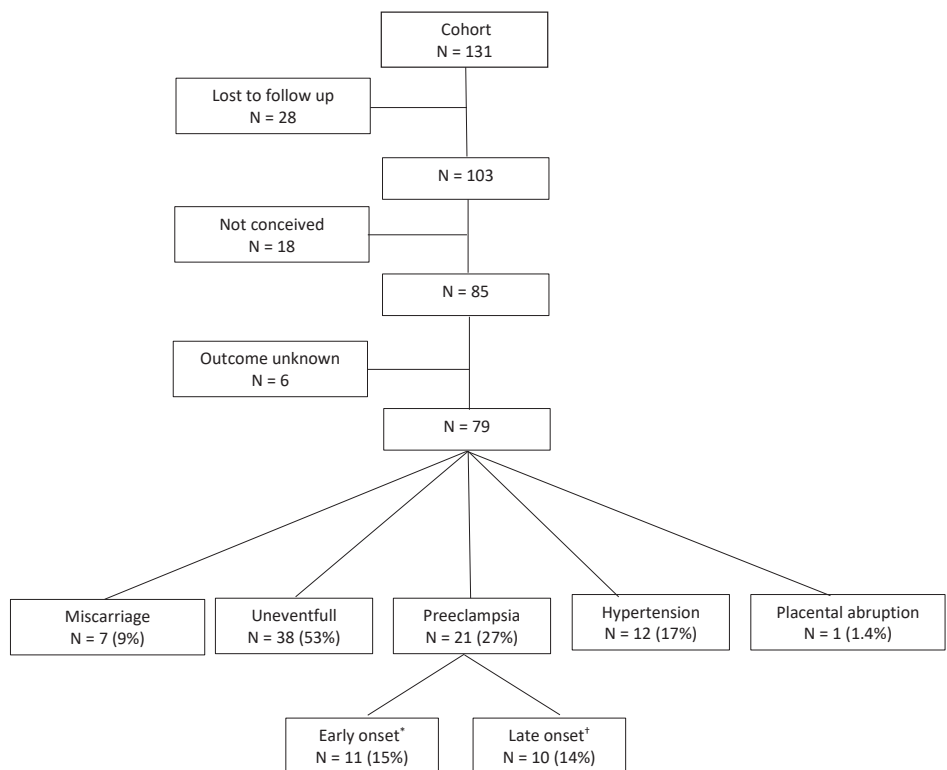 Cohort
N = 131
Lost to follow up
N = 28
N = 103
Not conceived
N = 18
N = 85
Outcome unknown
N = 6
N = 79
Miscarriage
N = 7 (9%)
Uneventfull
N = 38 (53%)
Preeclampsia
N = 21 (27%)
Hypertension
N = 12 (17%)
Placental abruption
N = 1 (1.4%)
Early onset*
N = 11 (15%)
Late onset†
N = 10 (14%)